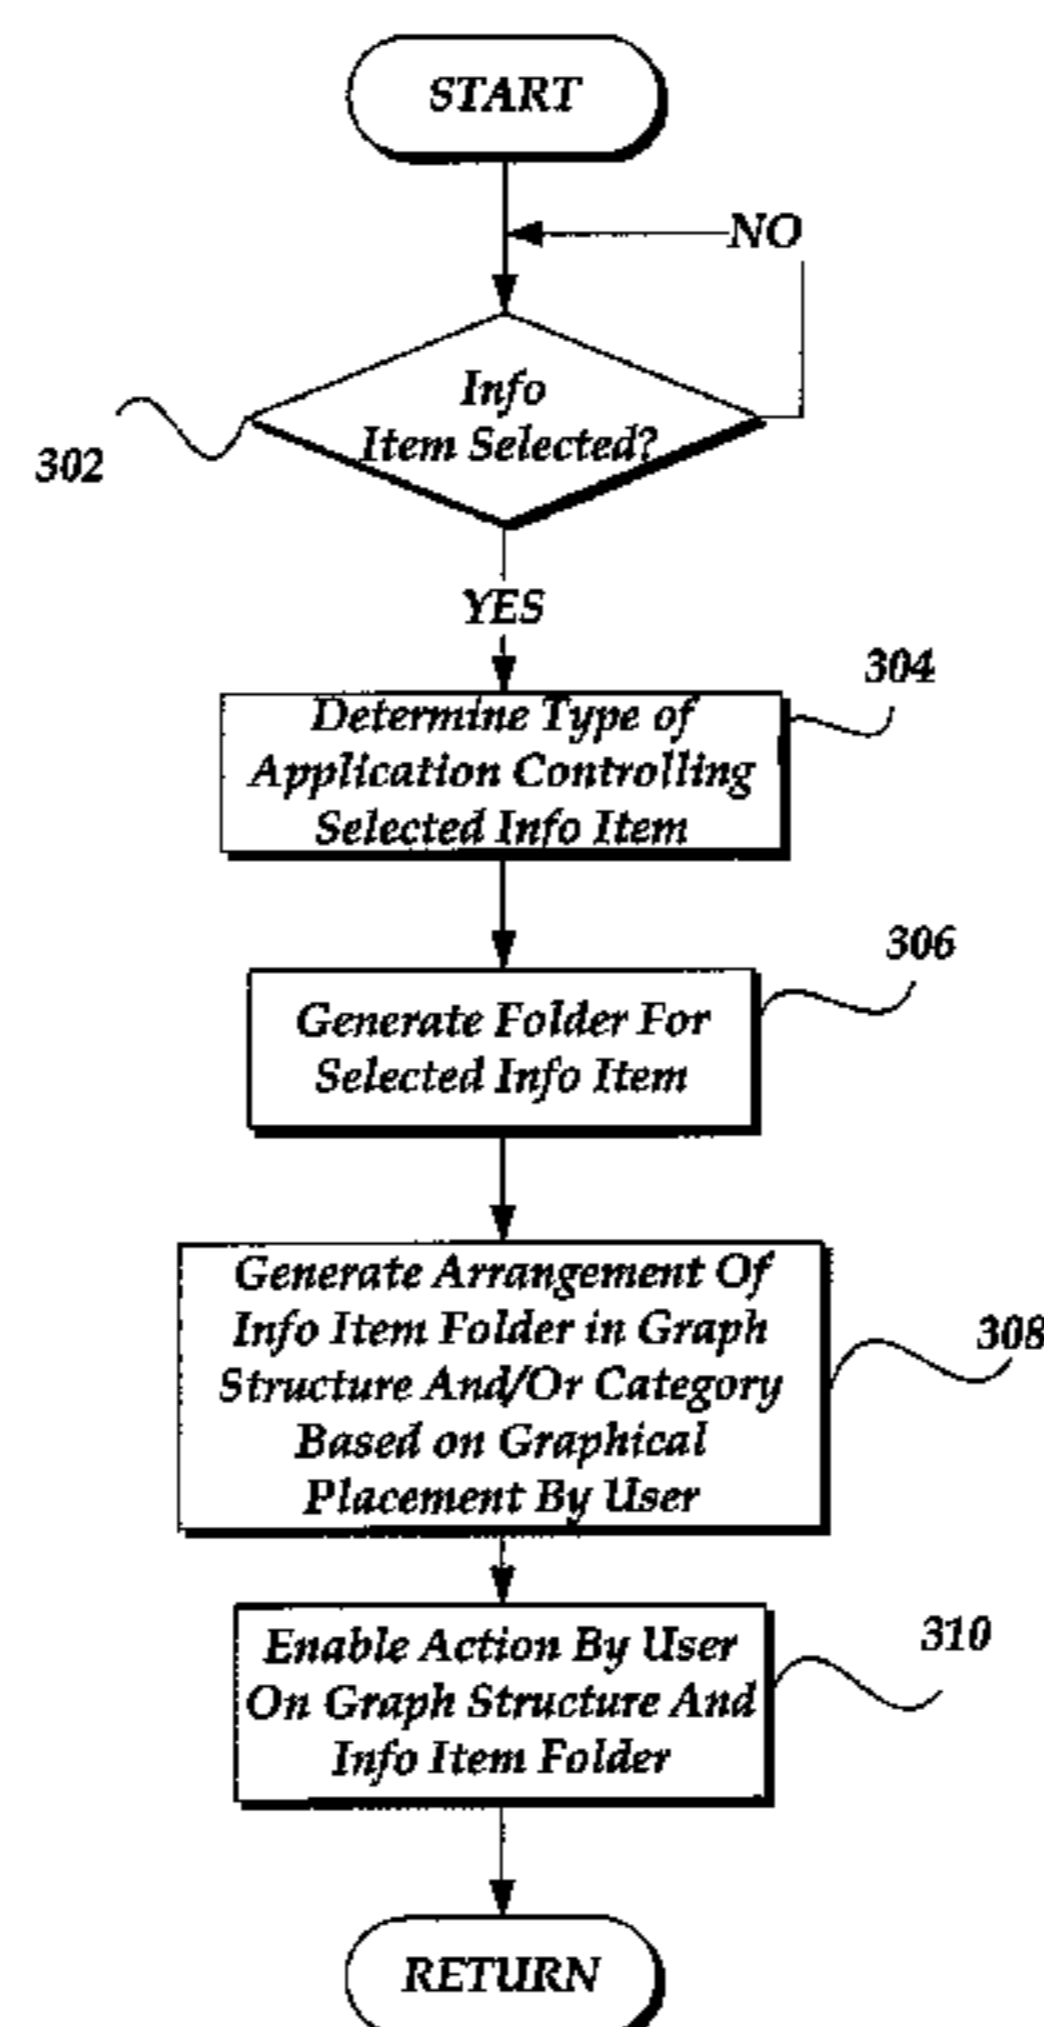 START
NO
Info
Item Selected?
302
YES
304
Determine Type of
Application Controlling
Selected Info Item
306
Generate Folder For
Selected Info Item
Generate Arrangement Of
Info Item Folder in Graph
308
Structure And/Or Category
Based on Graphical
Placement By User
310
Enable Action By User
On Graph Structure And
Info Item Folder
RETURN